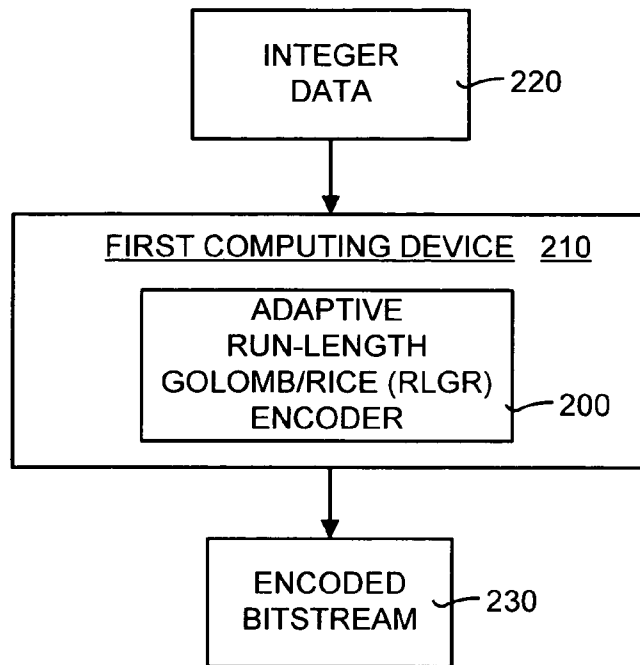 INTEGER
DATA
220
FIRST COMPUTING DEVICE 210
ADAPTIVE
RUN-LENGTH
GOLOMB/RICE (RLGR)
ENCODER
200
ENCODED
BITSTREAM
230